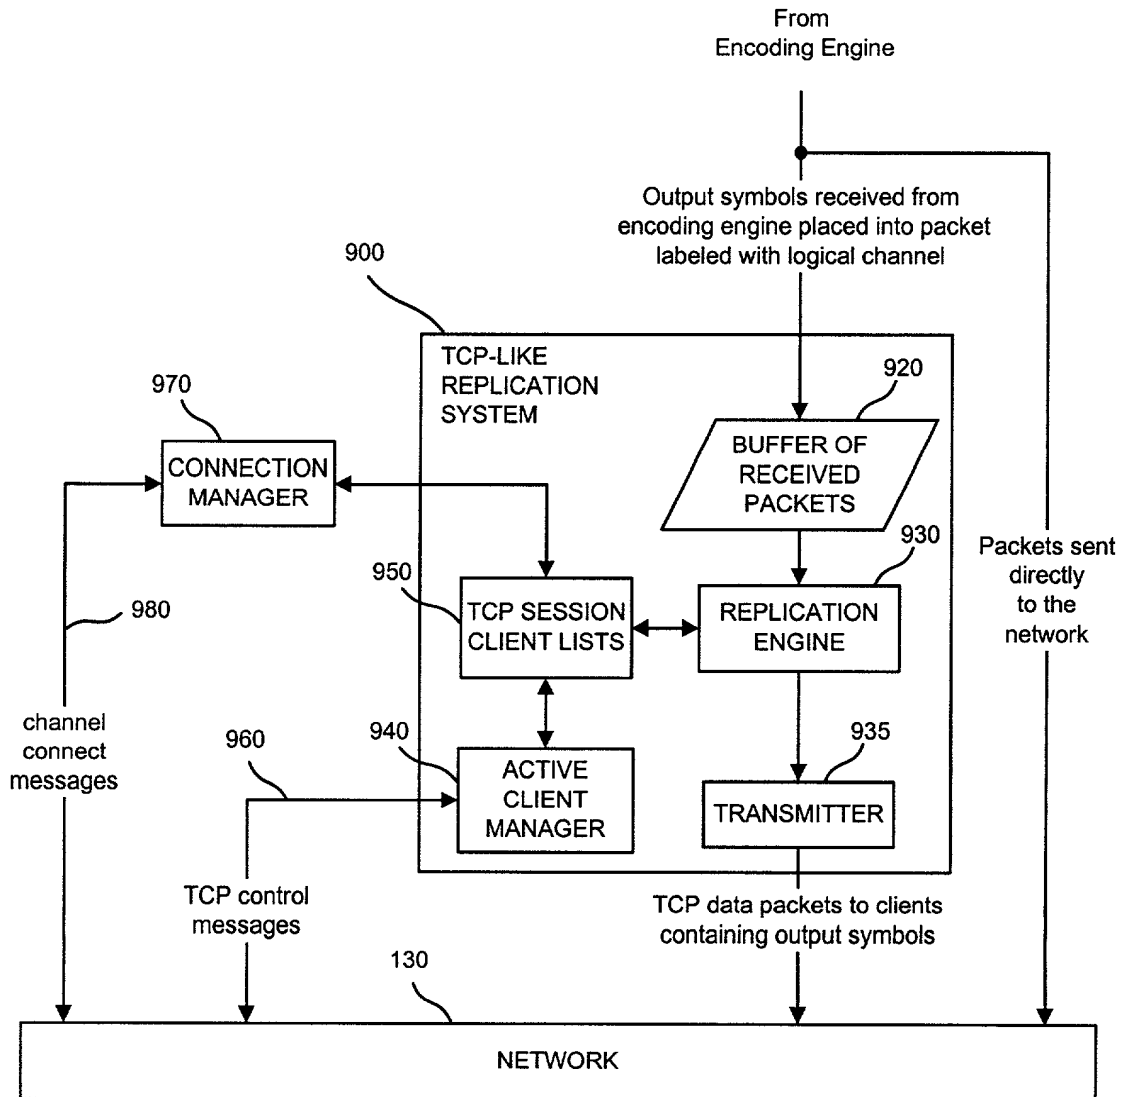 From
Encoding Engine
Output symbols received from
encoding engine placed into packet
labeled with logical channel
900
TCP-LIKE
REPLICATION
SYSTEM
920
970
BUFFER OF
RECEIVED
PACKETS
CONNECTION
MANAGER
930
Packets sent
directly
to the
network
950
980
TCP SESSION
CLIENT LISTS
REPLICATION
ENGINE
channel
connect
messages
960
940
935
ACTIVE
CLIENT
MANAGER
TRANSMITTER
TCP control
messages
TCP data packets to clients
containing output symbols
130
NETWORK